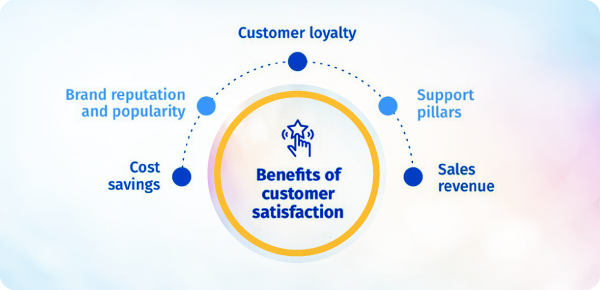 Customer loyalty
Brand reputation
and popularity
Support
pillars
Cost
savings
Sales
revenue
Benefits of
customer
satisfaction